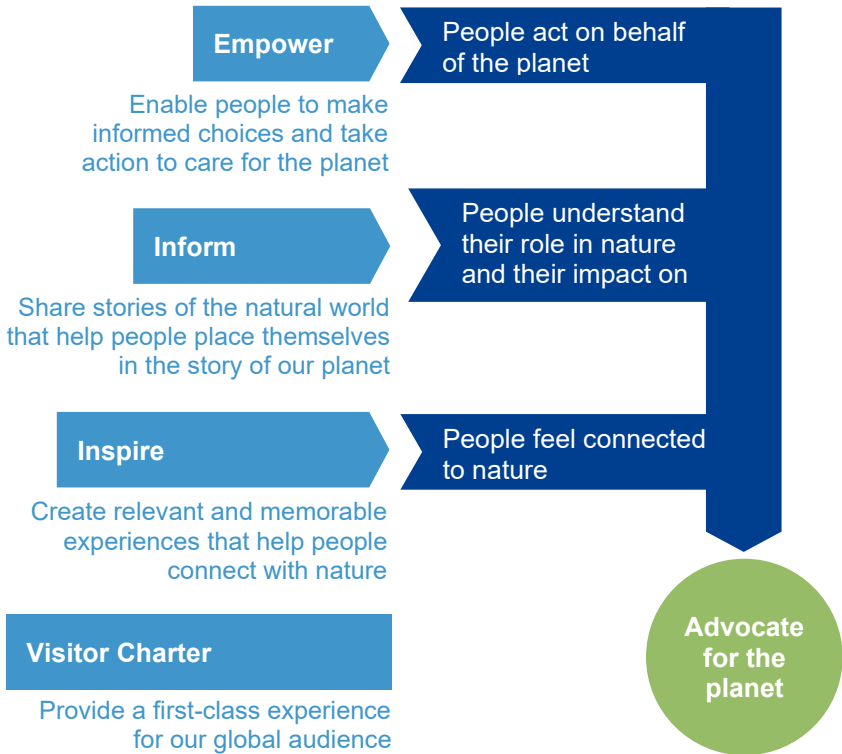 Empower
People act on behalf
of the planet
Enable people to make
informed choices and take
action to care for the planet
Inform
People understand
their role in nature
and their impact on
Share stories of the natural world
that help people place themselves
in the story of our planet
Inspire
People feel connected
to nature
Create relevant and memorable
experiences that help people
connect with nature
Visitor Charter
Provide a first-class experience
for our global audience
Advocate
for the
planet